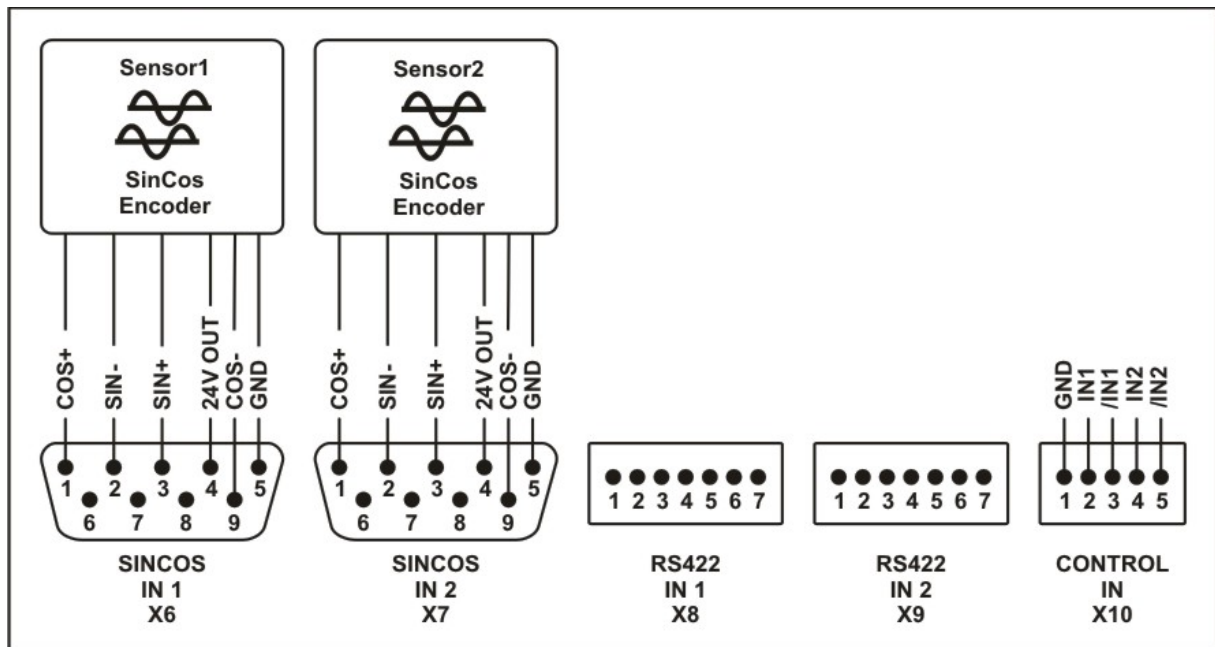 Sensor1
SinCos
Encoder
COS+
SIN-
SIN+
24V OUT
COS-
GND
1 2 3 4 5
6 7 8 9
SINCOS
IN 1
X6
Sensor2
SinCos
Encoder
COS+
SIN-
SIN+
24V OUT
COS-
GND
1 2 3 4 5
6 7 8 9
SINCOS
IN 2
X7
1 2 3 4 5 6 7
RS422
IN 1
X8
1 2 3 4 5 6 7
RS422
IN 2
X9
GND
IN1
/IN1
IN2
/IN2
1 2 3 4 5
CONTROL
IN
X10